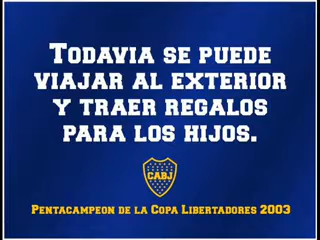 TODAVIA SE PUEDE
VIAJAR AL EXTERIOR
Y TRAER REGALOS
PARA LOS HIJOS.
CABJ
PENTACAMPEON DE LA COPA LIBERTADORES 2003